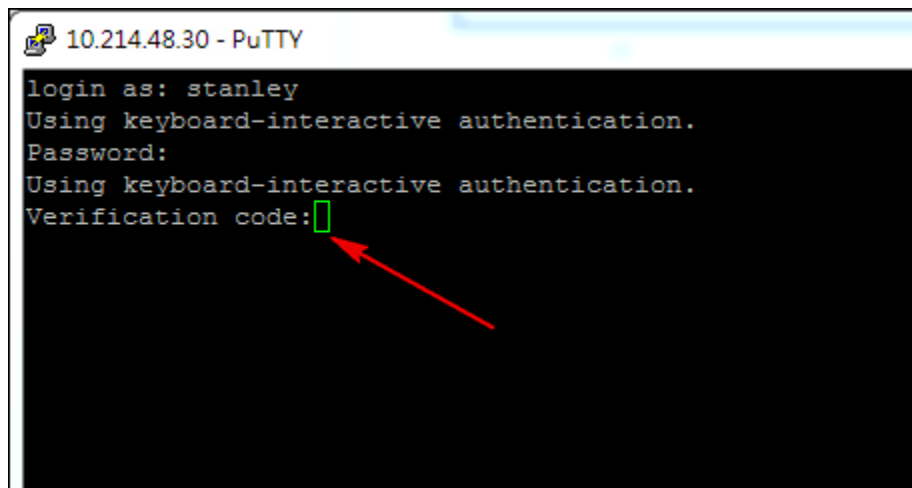 10.214.48.30 - PuTTY
login as: stanley
Using keyboard-interactive authentication.
Password:
Using keyboard-interactive authentication.
Verification code: